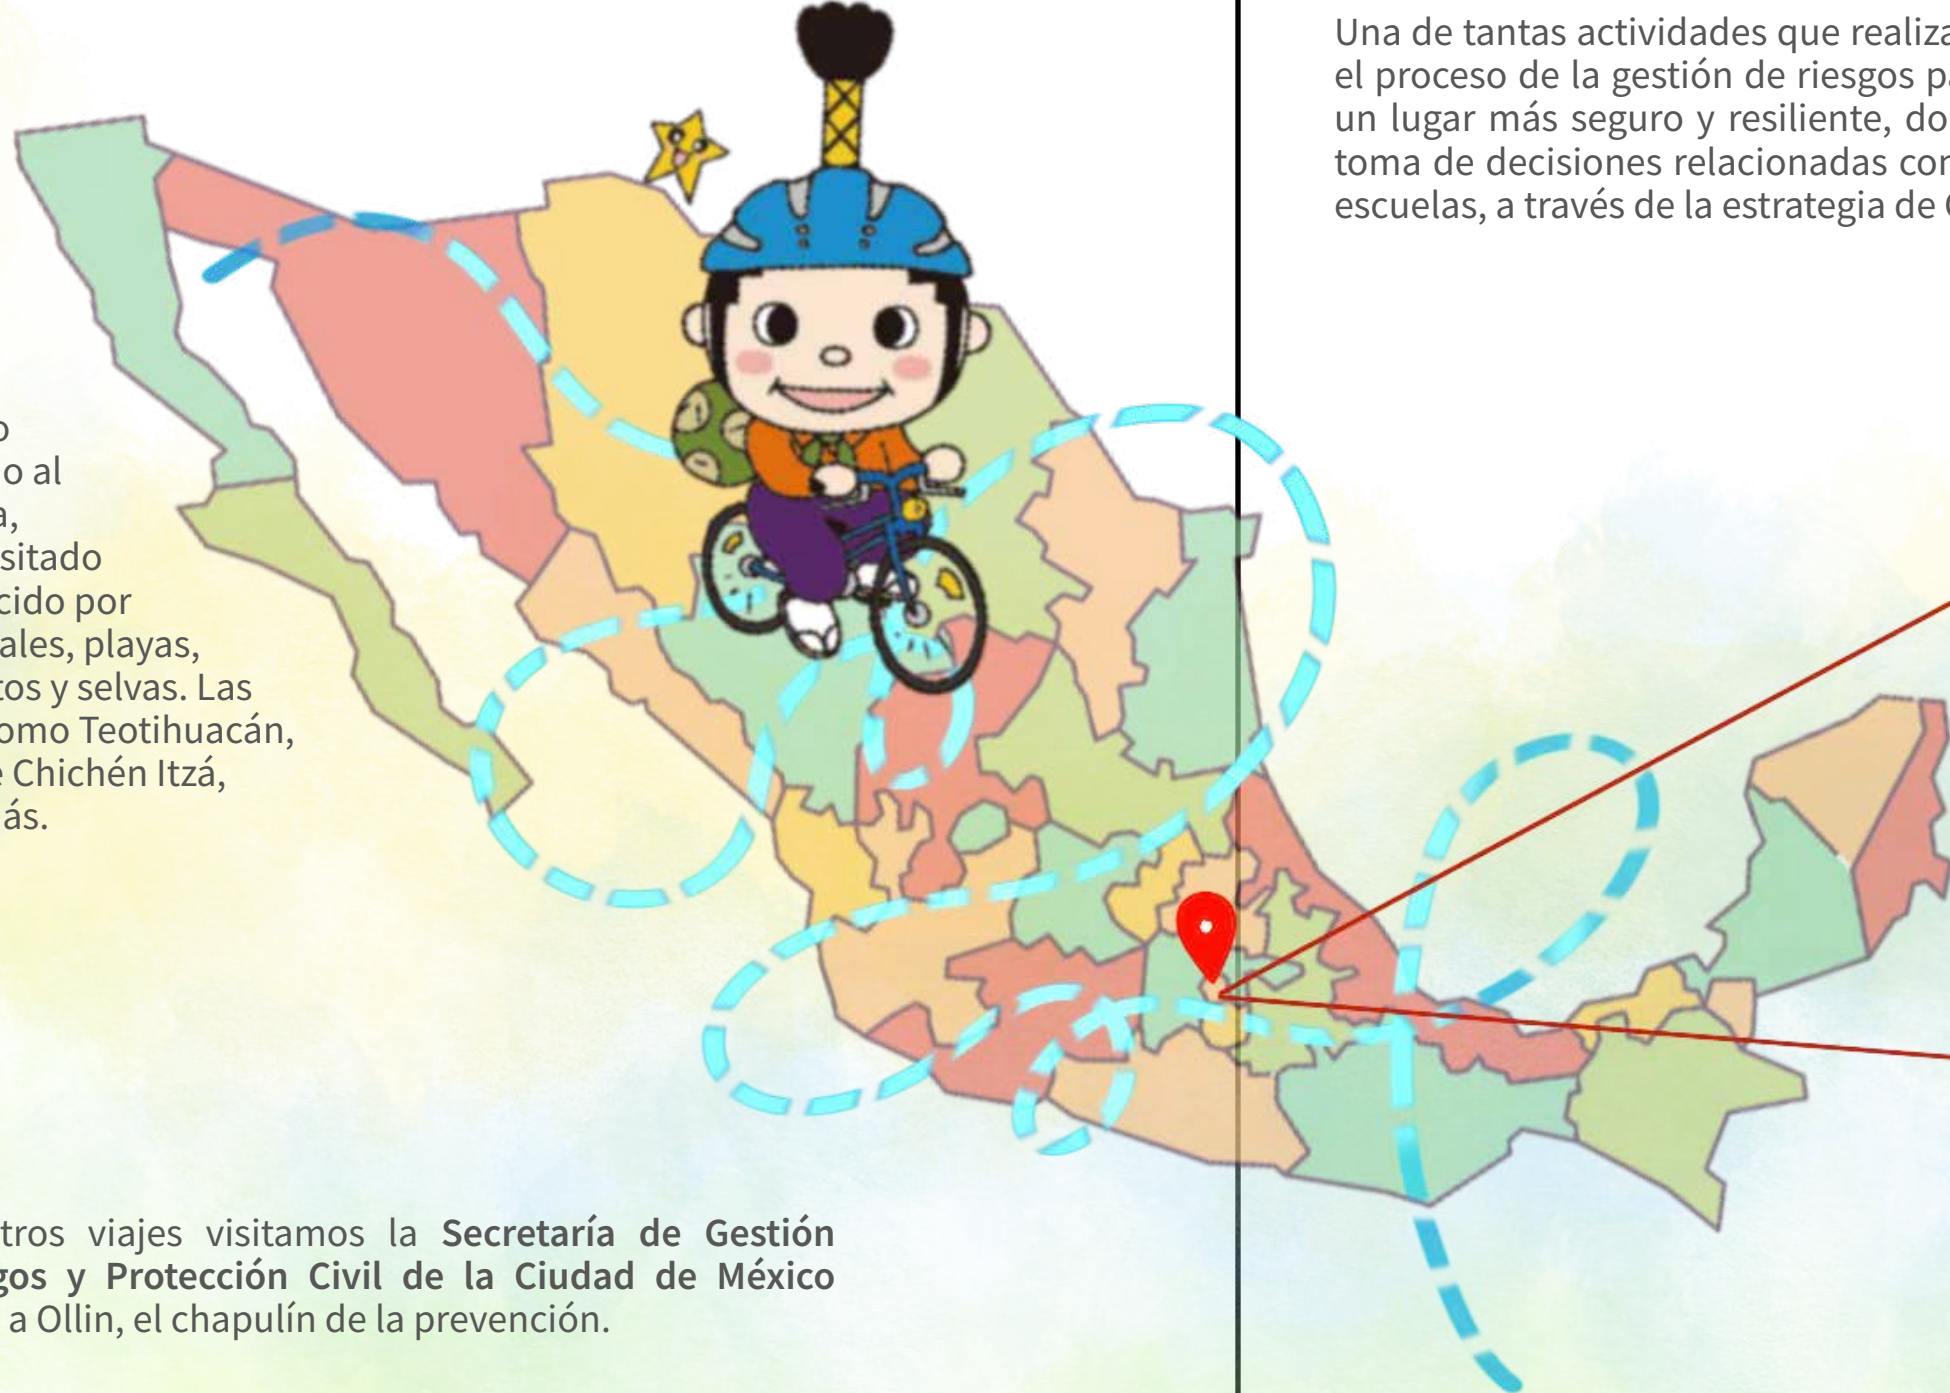 o
o al
a,
sitado
cido por
ales, playas,
tos y selvas. Las
omo Teotihuacán,
e Chichén Itzá,
ás.
tros viajes visitamos la Secretaría de Gestión
gos y Protección Civil de la Ciudad de México
a Ollin, el chapulín de la prevención.
Una de tantas actividades que realiza
el proceso de la gestión de riesgos pa
un lugar más seguro y resiliente, do
toma de decisiones relacionadas con
escuelas, a través de la estrategia de